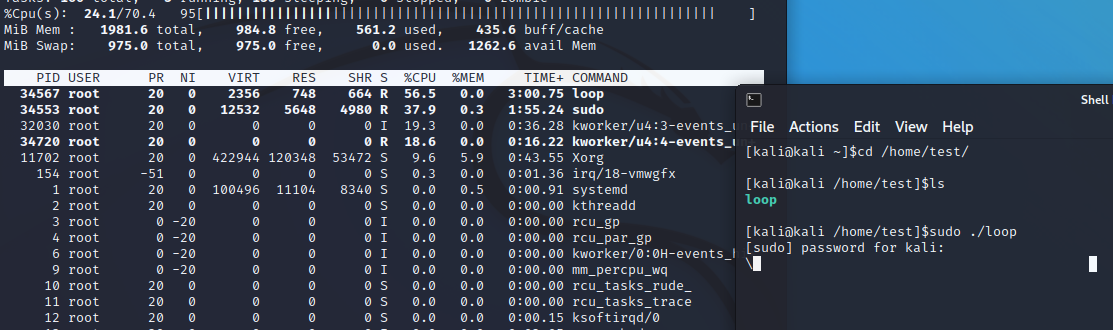 %Cpu(s): 24.1/70.4 95[||||||||||||||||||||||||||||||||||||||||||||||||||||||||||||||||| ]
MiB Mem : 1981.6 total, 984.8 free, 561.2 used, 435.6 buff/cache
MiB Swap: 975.0 total, 975.0 free, 0.0 used. 1262.6 avail Mem
PID USER PR NI VIRT RES SHR S %CPU %MEM TIME+ COMMAND
34567 root 20 0 2356 748 664 R 56.5 0.0 3:00.75 loop
34553 root 20 0 12532 5648 4980 R 37.9 0.3 1:55.24 sudo
32030 root 20 0 0 0 0 I 19.3 0.0 0:36.28 kworker/u4:3-events_u
34720 root 20 0 0 0 0 R 18.6 0.0 0:16.22 kworker/u4:4-events_u
11702 root 20 0 422944 120348 53472 S 9.6 5.9 0:43.55 Xorg
154 root -51 0 0 0 0 S 0.3 0.0 0:01.36 irq/18-vmwgfx
1 root 20 0 100496 11104 8340 S 0.0 0.5 0:00.91 systemd
2 root 20 0 0 0 0 S 0.0 0.0 0:00.00 kthreadd
3 root 0 -20 0 0 0 I 0.0 0.0 0:00.00 rcu_gp
4 root 0 -20 0 0 0 I 0.0 0.0 0:00.00 rcu_par_gp
6 root 0 -20 0 0 0 I 0.0 0.0 0:00.00 kworker/0:0H-events_h
9 root 0 -20 0 0 0 I 0.0 0.0 0:00.00 mm_percpu_wq
10 root 20 0 0 0 0 S 0.0 0.0 0:00.00 rcu_tasks_rude_
11 root 20 0 0 0 0 S 0.0 0.0 0:00.00 rcu_tasks_trace
12 root 20 0 0 0 0 S 0.0 0.0 0:00.15 ksoftirqd/0
Shell
File Actions Edit View Help
[kali@kali ~]$cd /home/test/
[kali@kali /home/test]$ls
loop
[kali@kali /home/test]$sudo ./loop
[sudo] password for kali:
\